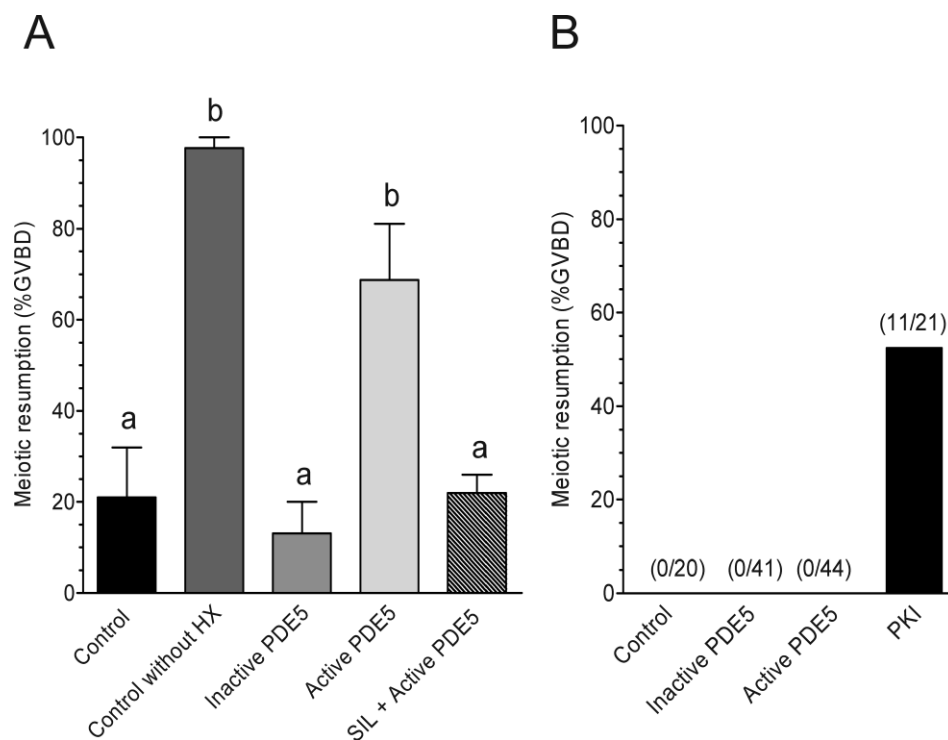 A
Meiotic resumption (%GVBD)
100
80
60
40
20
0
a
b
a
b
a
Control
Control without HX
Inactive PDE5
Active PDE5
SIL + Active PDE5
B
Meiotic resumption (%GVBD)
100
80
60
40
20
0
(0/20)
(0/41)
(0/44)
(11/21)
Control
Inactive PDE5
Active PDE5
PKI